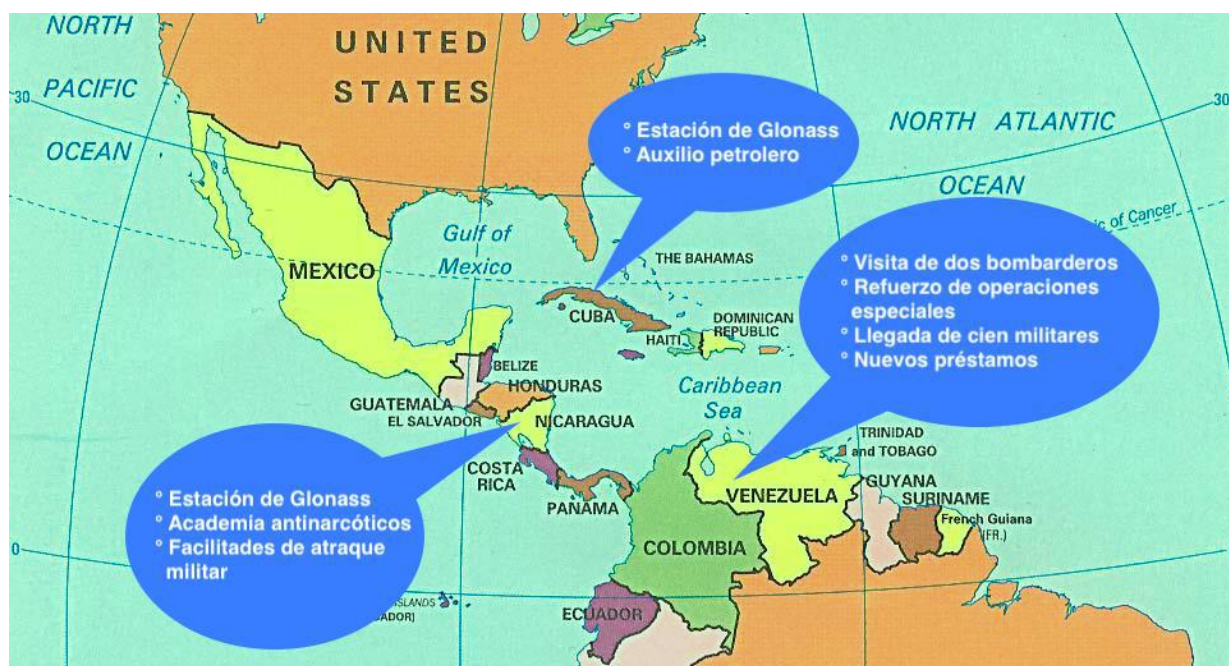 NORTH
PACIFIC
OCEAN
30
UNITED
STATES
° Estación de Glonass
° Auxilio petrolero
NORTH ATLANTIC
OCEAN
30
of Cancer
Gulf of
Mexico
MEXICO
THE BAHAMAS
CUBA
HAITI
DOMINICAN
REPUBLIC
° Visita de dos bombarderos
° Refuerzo de operaciones
especiales
° Llegada de cien militares
° Nuevos préstamos
BELIZE
HONDURAS
GUATEMALA
EL SALVADOR
NICARAGUA
Caribbean
Sea
COSTA
RICA
PANAMA
TRINIDAD
and TOBAGO
VENEZUELA
GUYANA
SURINAME
French Guiana
(FR.)
° Estación de Glonass
° Academia antinarcóticos
° Facilitades de atraque
militar
0
COLOMBIA
ECUADOR
ISLANDS